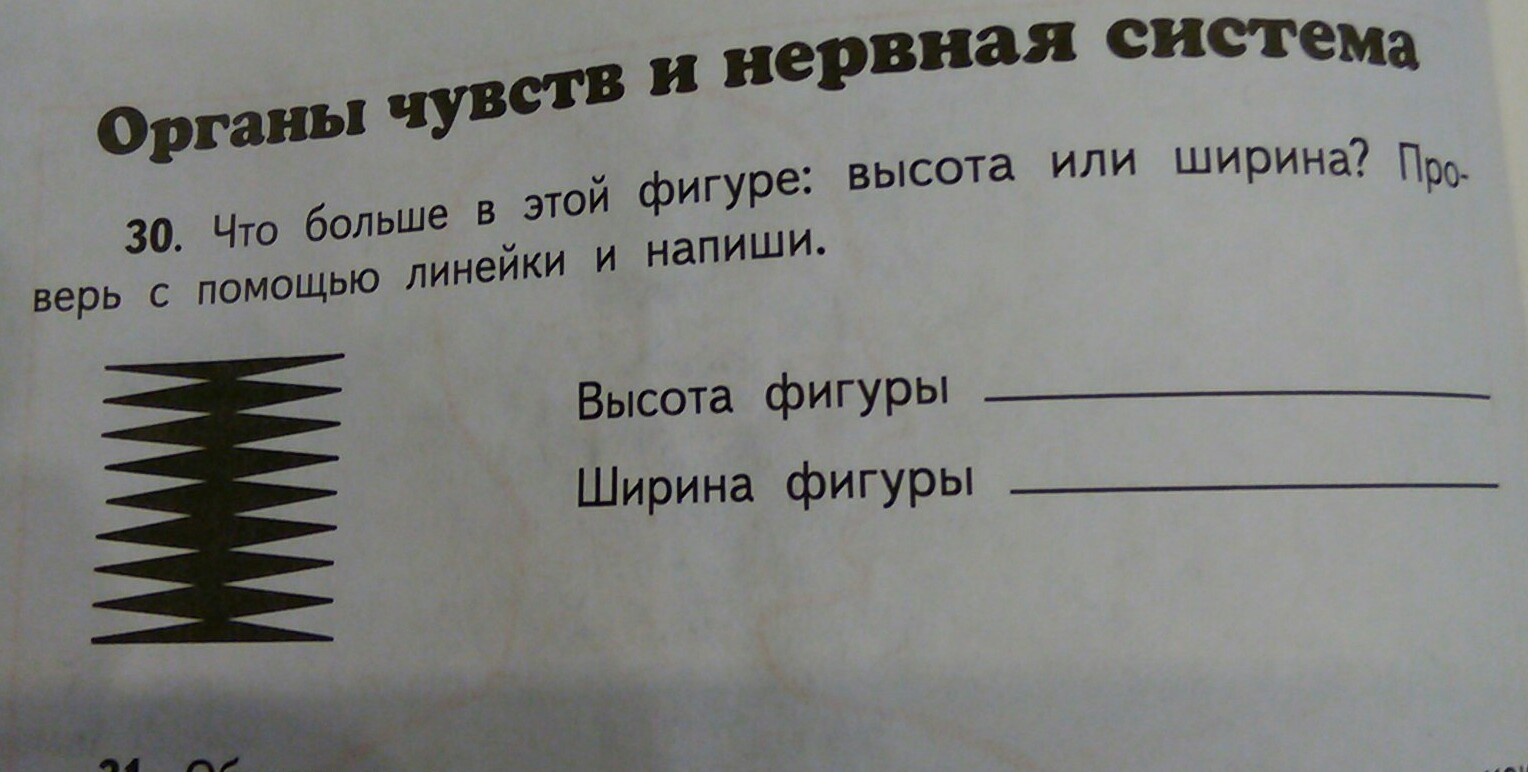 Органы чувств и нервная система
30. Что больше в этой фигуре: высота или ширина? Про-
верь с помощью линейки и напиши.
Высота фигуры
Ширина фигуры